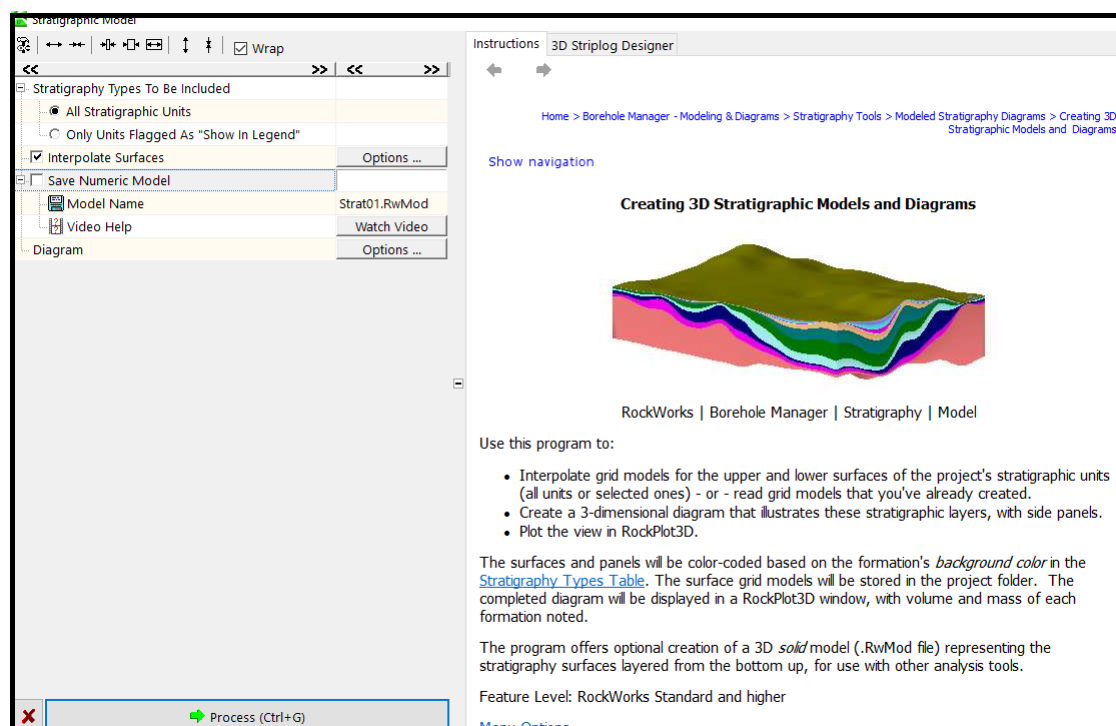 Stratigraphic Model
Wrap
<< >> << >>
Stratigraphy Types To Be Included
All Stratigraphic Units
Only Units Flagged As "Show In Legend"
Interpolate Surfaces Options ...
Save Numeric Model
Model Name Strat01.RwMod
Video Help Watch Video
Diagram Options ...
Process (Ctrl+G)
Instructions 3D Striplog Designer
Home > Borehole Manager - Modeling & Diagrams > Stratigraphy Tools > Modeled Stratigraphy Diagrams > Creating 3D
Stratigraphic Models and Diagrams
Show navigation
Creating 3D Stratigraphic Models and Diagrams
RockWorks | Borehole Manager | Stratigraphy | Model
Use this program to:
• Interpolate grid models for the upper and lower surfaces of the project's stratigraphic units
(all units or selected ones) - or - read grid models that you've already created.
• Create a 3-dimensional diagram that illustrates these stratigraphic layers, with side panels.
• Plot the view in RockPlot3D.
The surfaces and panels will be color-coded based on the formation's background color in the
Stratigraphy Types Table. The surface grid models will be stored in the project folder. The
completed diagram will be displayed in a RockPlot3D window, with volume and mass of each
formation noted.
The program offers optional creation of a 3D solid model (.RwMod file) representing the
stratigraphy surfaces layered from the bottom up, for use with other analysis tools.
Feature Level: RockWorks Standard and higher
Menu Options